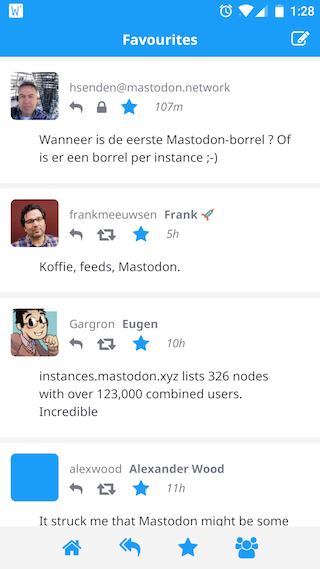 W
1:28
Favourites
hsenden@mastodon.network
107m
Wanneer is de eerste Mastodon-borrel ? Of
is er een borrel per instance ;-)
frankmeeuwsen Frank 🚀
5h
Koffie, feeds, Mastodon.
Gargron Eugen
10h
instances.mastodon.xyz lists 326 nodes
with over 123,000 combined users.
Incredible
alexwood Alexander Wood
11h
It struck me that Mastodon might be some